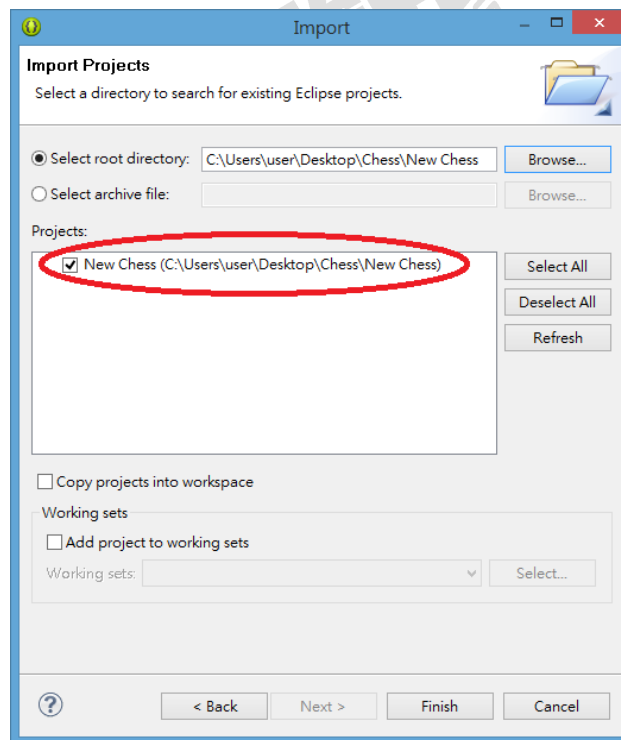 Import
Import Projects
Select a directory to search for existing Eclipse projects.
Select root directory: C:\Users\user\Desktop\Chess\New Chess Browse...
Select archive file: Browse...
Projects:
New Chess (C:\Users\user\Desktop\Chess\New Chess)
Select All
Deselect All
Refresh
Copy projects into workspace
Working sets
Add project to working sets
Working sets: Select...
? < Back Next > Finish Cancel